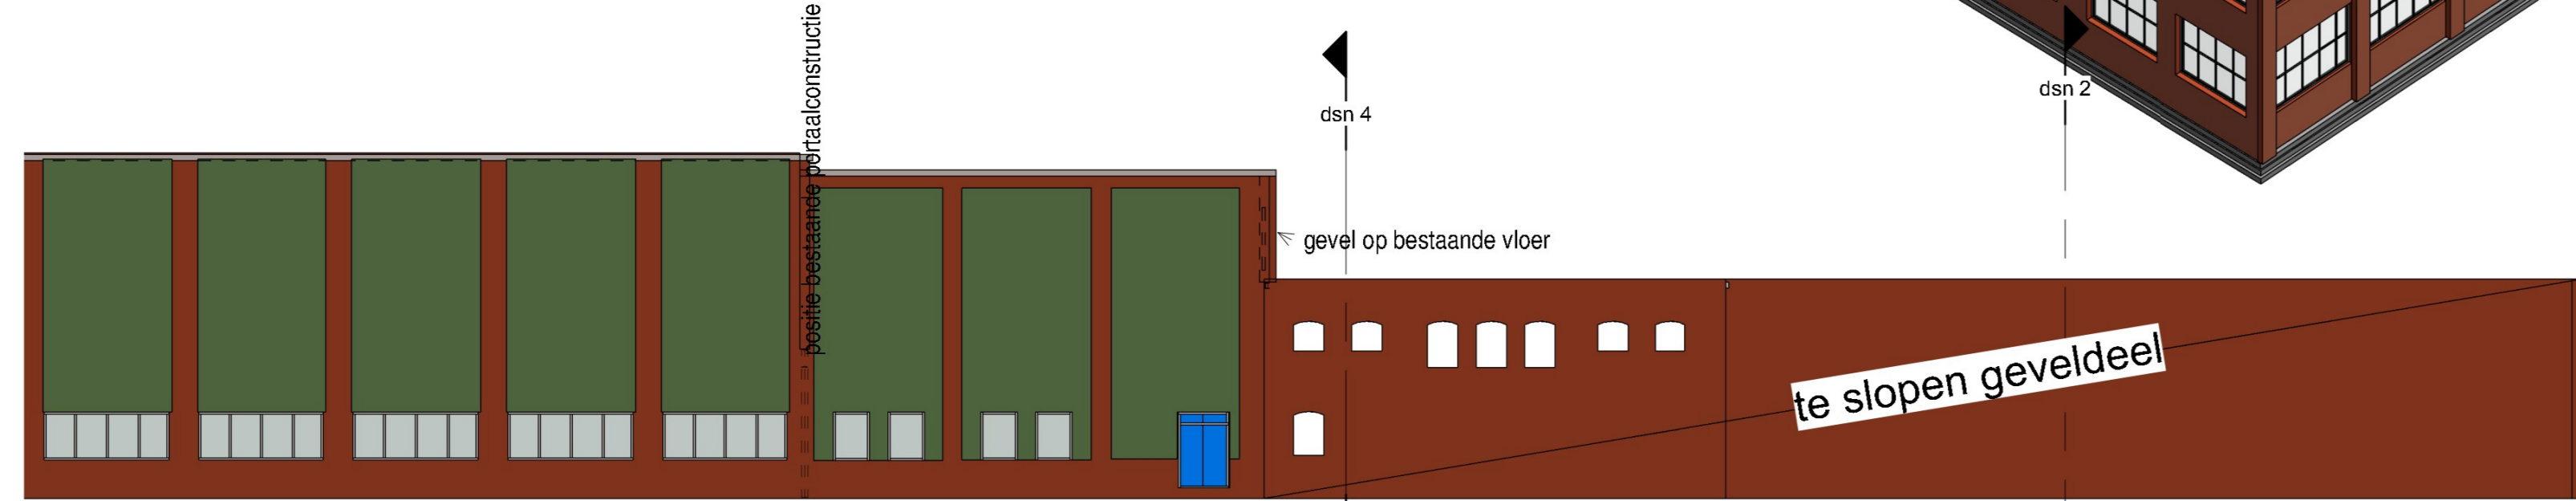 positie bestaande portaalconstructie
dsn 4
dsn 2
gevel op bestaande vloer
te slopen geveldeel